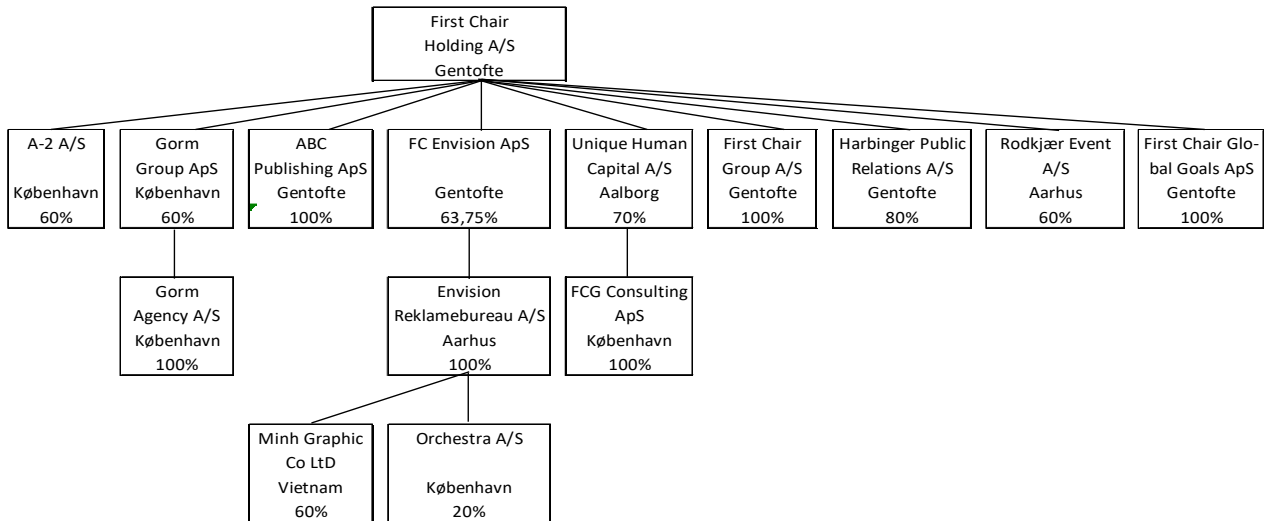 First Chair
Holding A/S
Gentofte
A-2 A/S
København
60%
Gorm
Group ApS
København
60%
ABC
Publishing ApS
Gentofte
100%
FC Envision ApS
Gentofte
63,75%
Unique Human
Capital A/S
Aalborg
70%
First Chair
Group A/S
Gentofte
100%
Harbinger Public
Relations A/S
Gentofte
80%
Rodkjær Event
A/S
Aarhus
60%
First Chair Glo-
bal Goals ApS
Gentofte
100%
Gorm
Agency A/S
København
100%
Envision
Reklamebureau A/S
Aarhus
100%
FCG Consulting
ApS
København
100%
Minh Graphic
Co LtD
Vietnam
60%
Orchestra A/S
København
20%